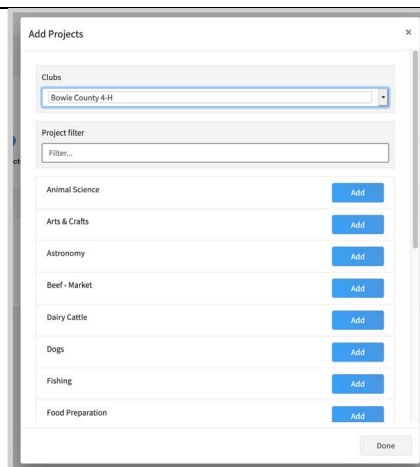 Add Projects ×
Clubs
Bowie County 4-H
Project filter
Filter...
Animal Science Add
Arts & Crafts Add
Astronomy Add
Beef - Market Add
Dairy Cattle Add
Dogs Add
Fishing Add
Food Preparation Add
Done